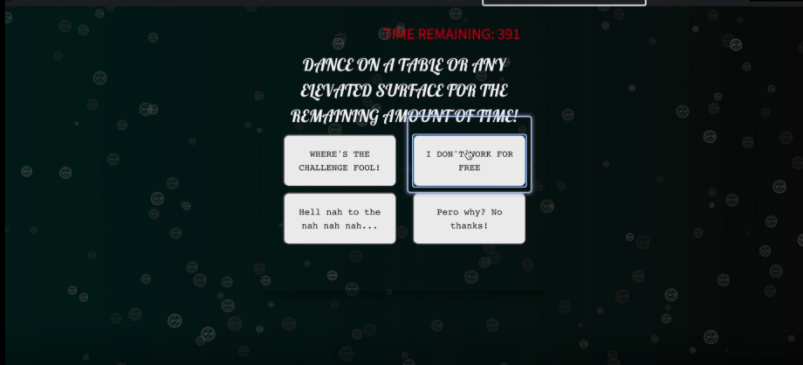 TIME REMAINING: 391
DANCE ON A TABLE OR ANY
ELEVATED SURFACE FOR THE
REMAINING AMOUNT OF TIME!
WHERE'S THE
CHALLENGE FOOL!
I DON'T WORK FOR
FREE
Hell nah to the
nah nah nah...
Pero why? No
thanks!